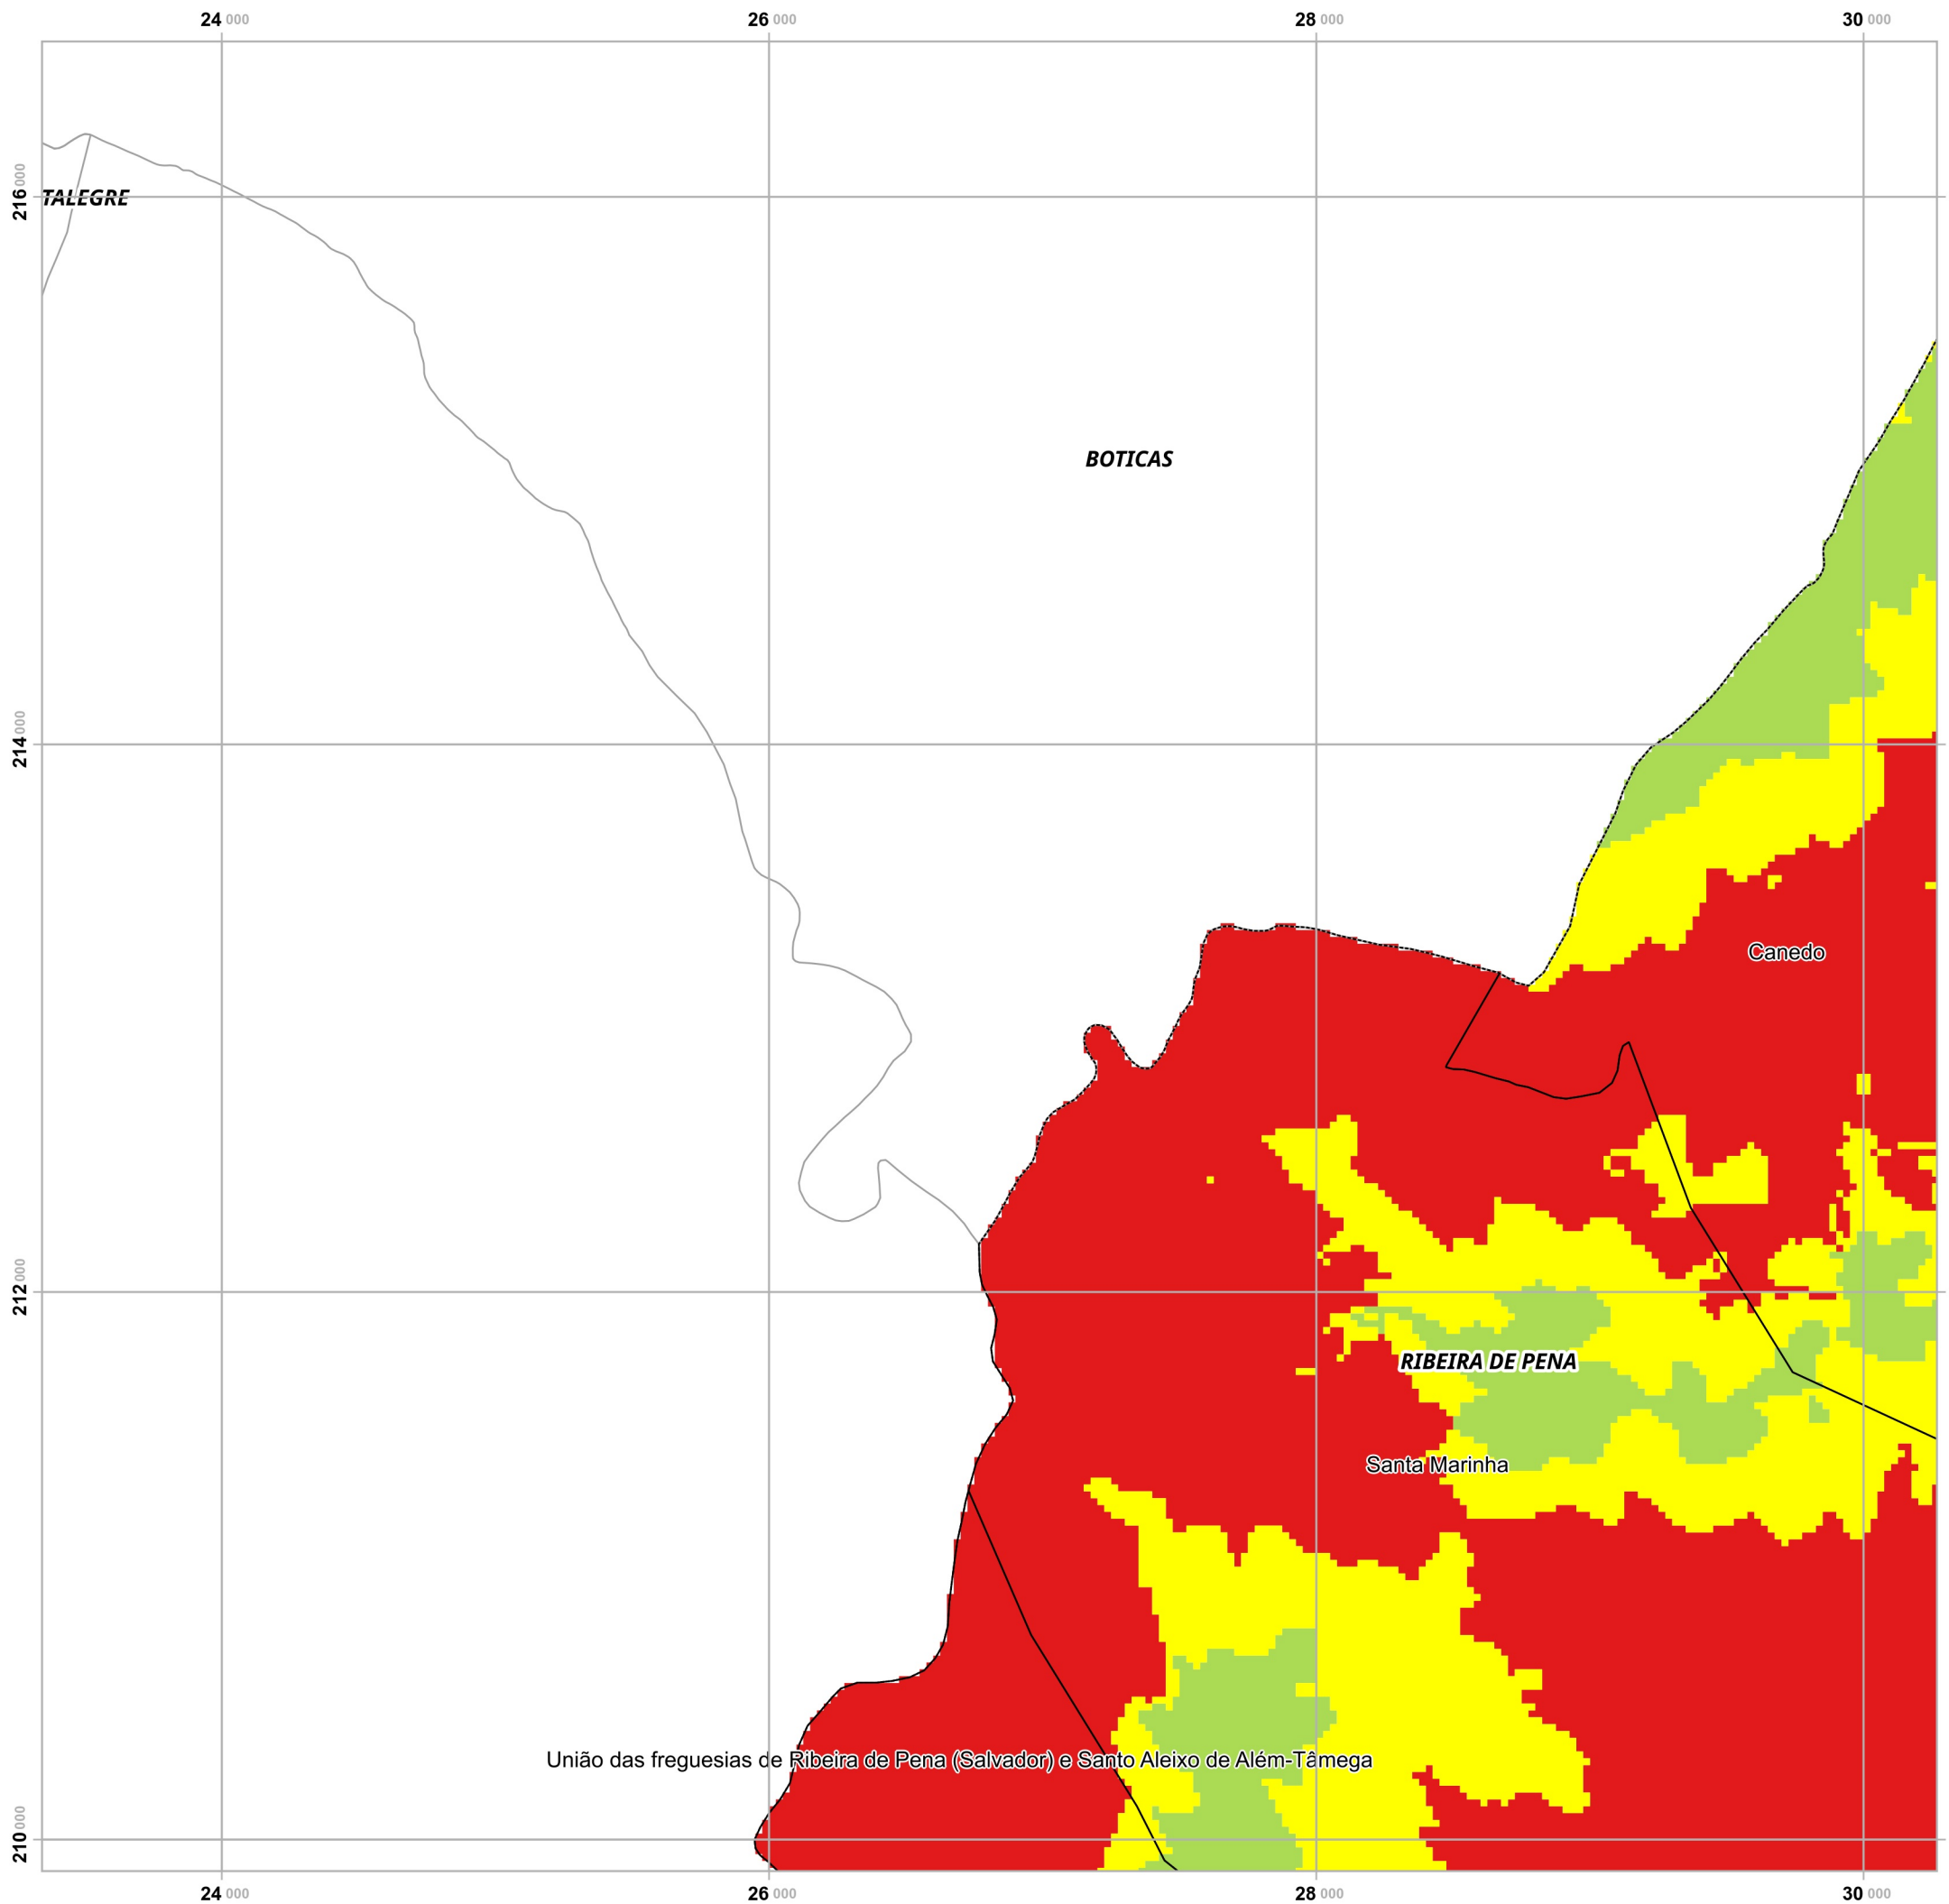 24 000 26 000 28 000 30 000
216 000
TALEGRE
BOTICAS
214 000
Canedo
212 000
RIBEIRA DE PENA
Santa Marinha
União das freguesias de Ribeira de Pena (Salvador) e Santo Aleixo de Além-Tâmega
210 000
24 000 26 000 28 000 30 000